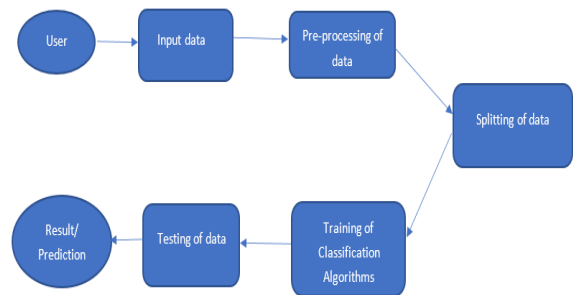 User
Input data
Pre-processing of
data
Splitting of data
Training of
Classification
Algorithms
Testing of data
Result/
Prediction